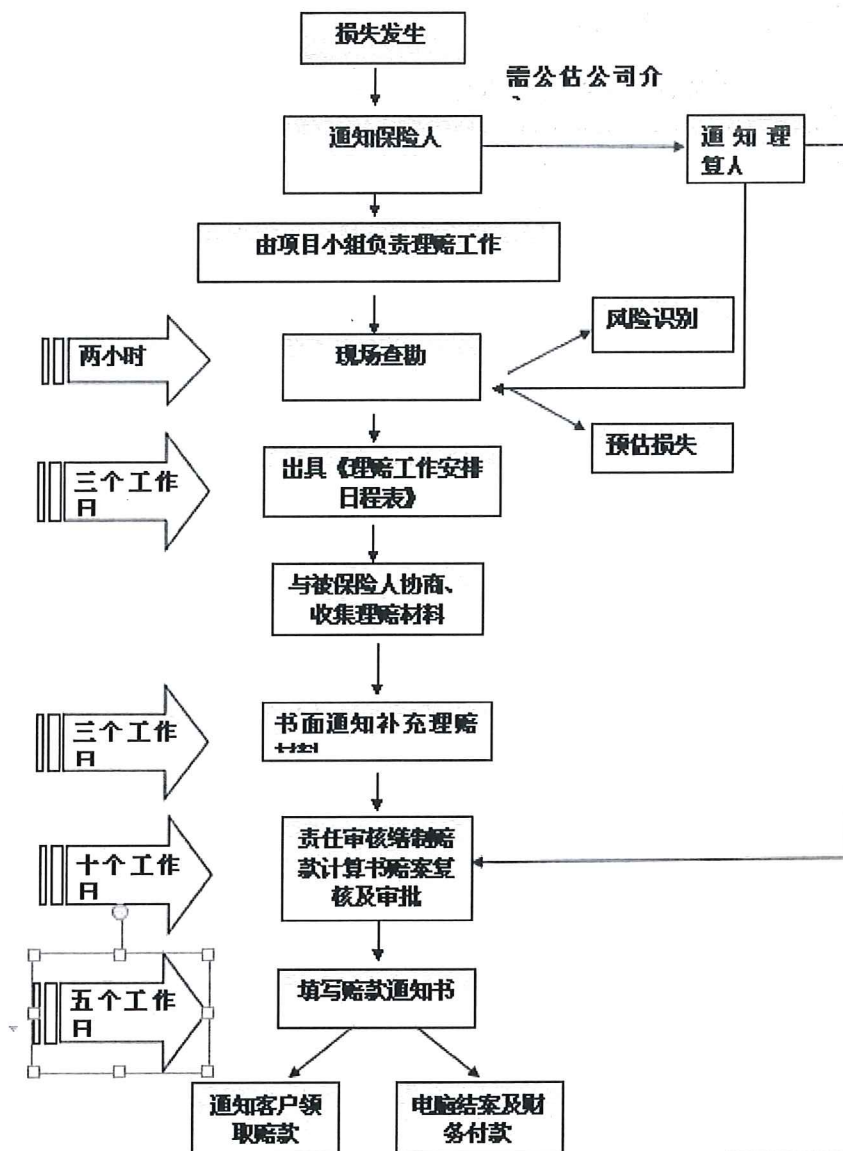 损失发生
需公估公司介
通知保险人
通知理
算人
由项目小组负责理赔工作
两小时
现场查勘
风险识别
预估损失
三个工作
日
出具《理赔工作安排
日程表》
与被保险人协商、
收集理赔材料
三个工作
日
书面通知补充理赔
十个工作
日
责任审核缮制赔
款计算书赔案复
核及审批
五个工作
日
填写赔款通知书
通知客户领
取赔款
电脑结案及财
务付款